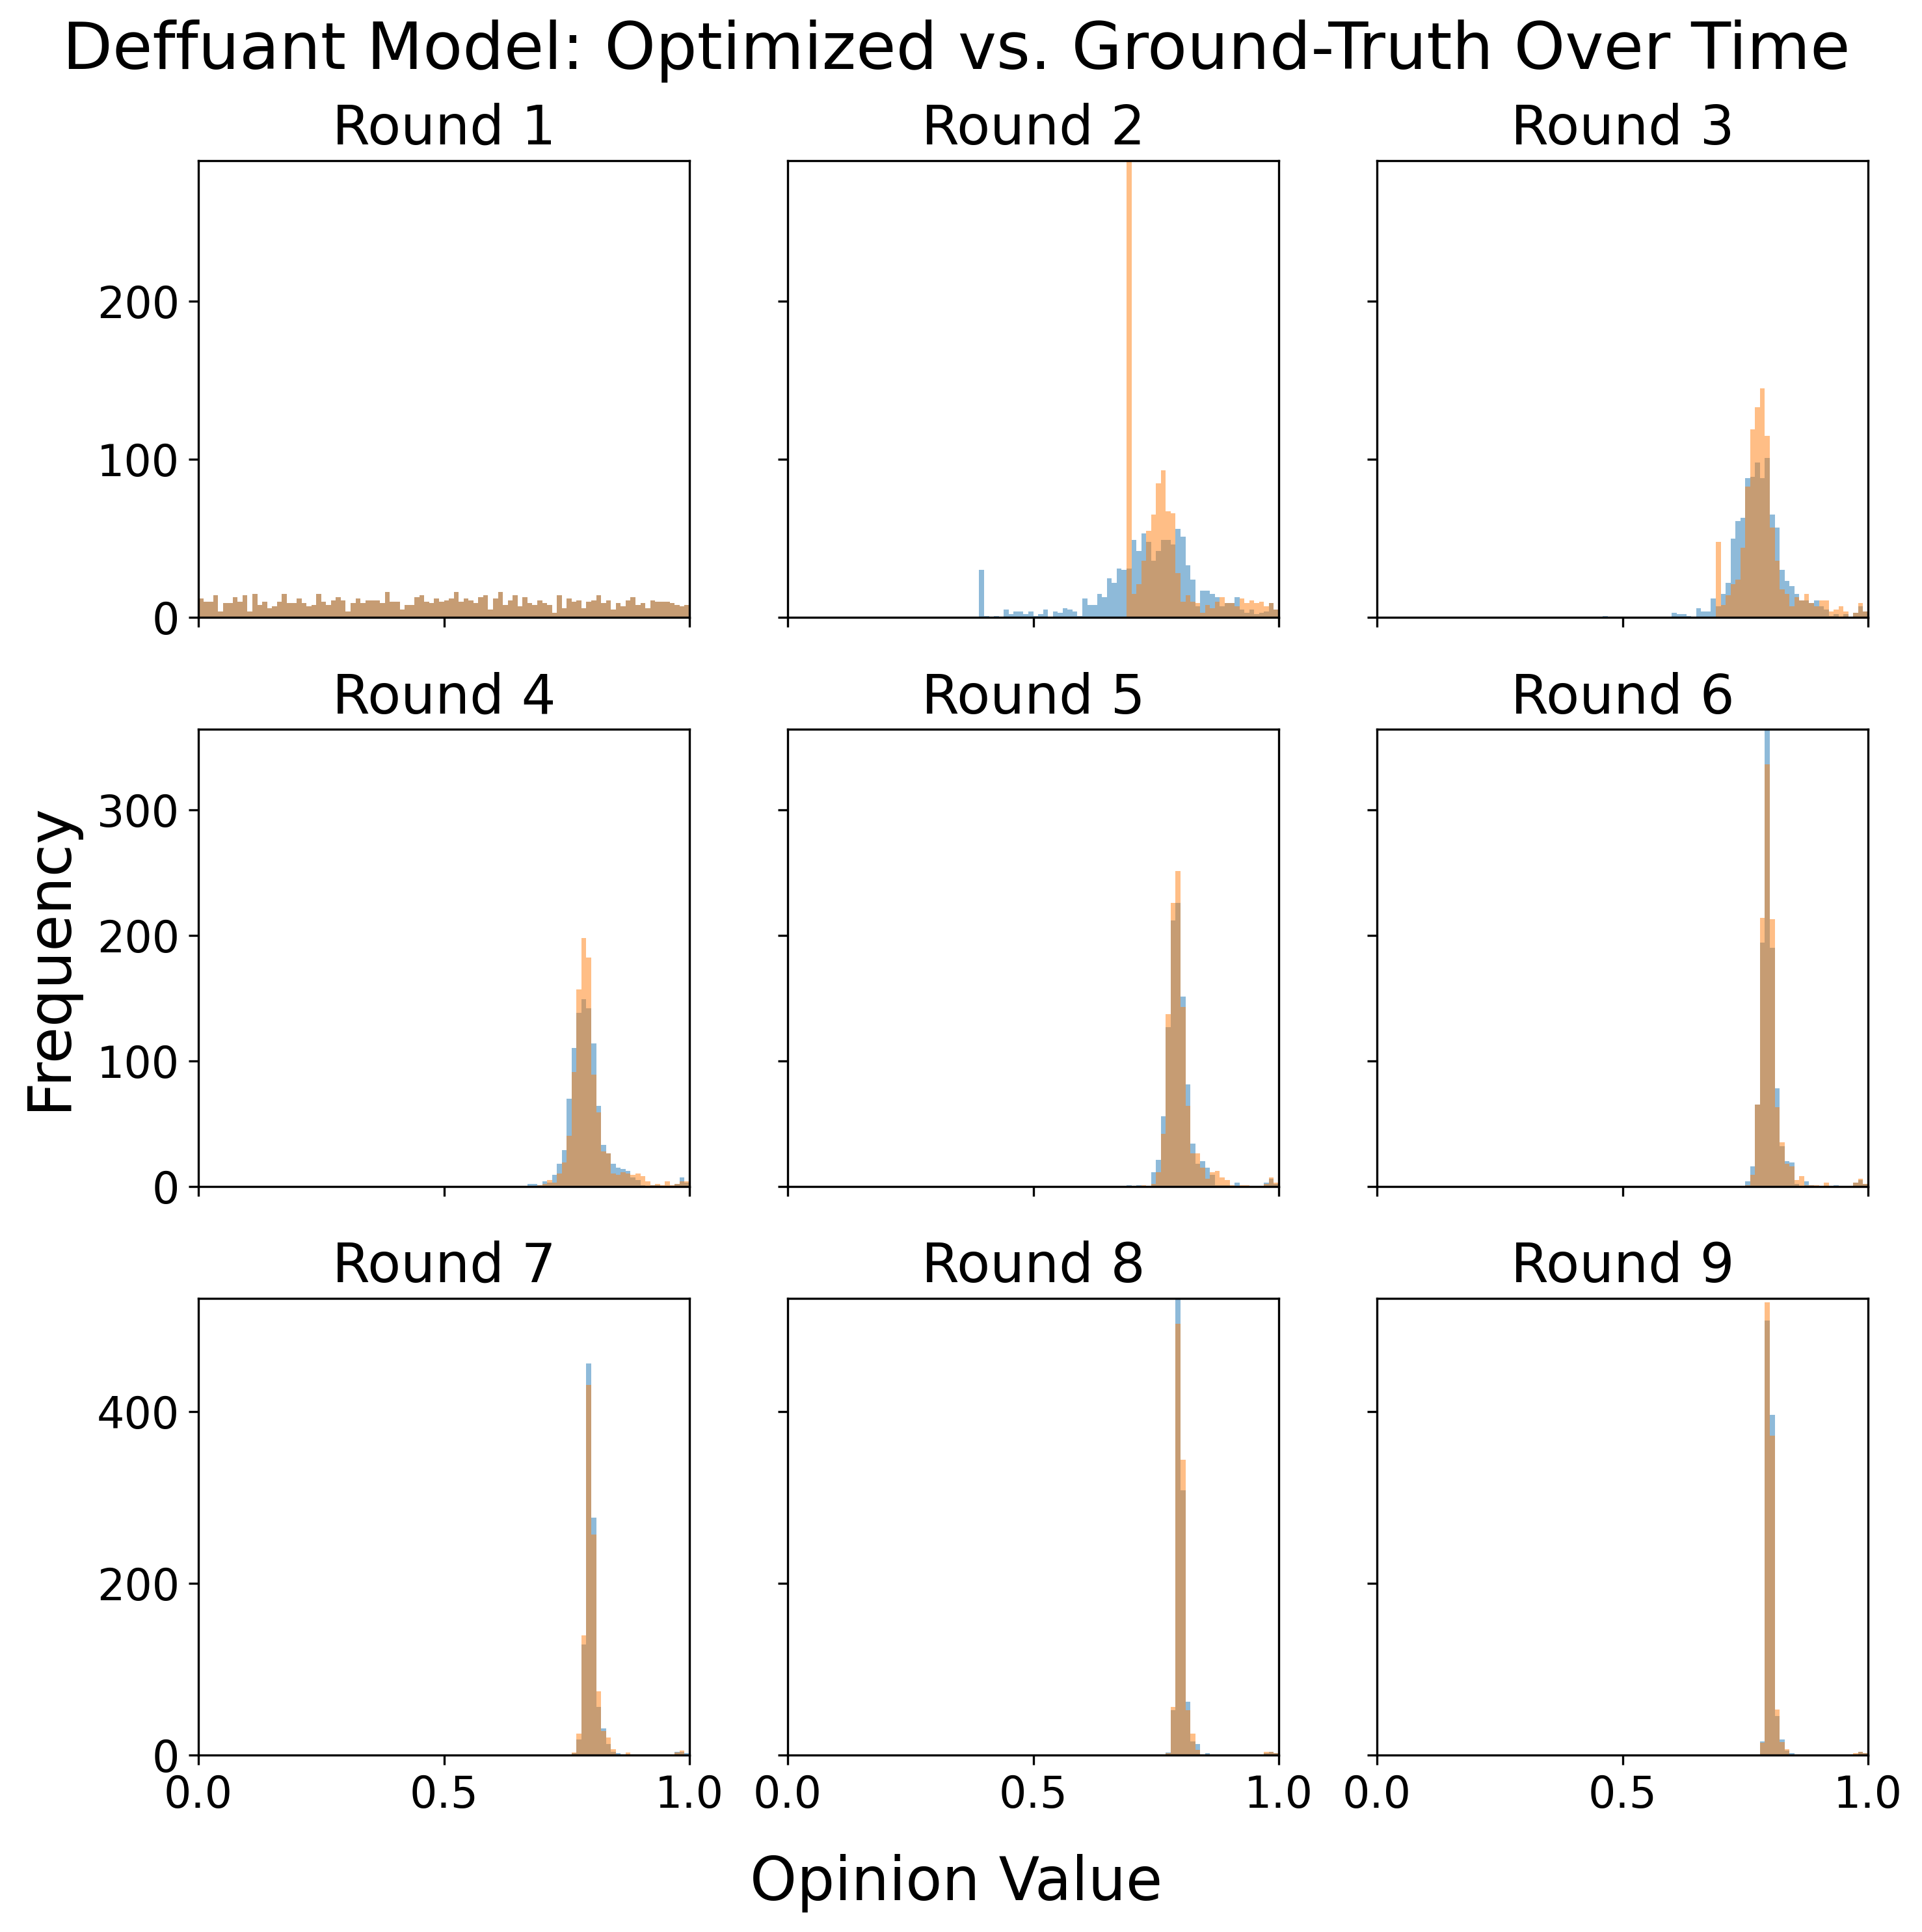 Deffuant Model: Optimized vs. Ground-Truth Over Time
Round 1
Round 2
Round 3
200
100
0
Round 4
Round 5
Round 6
Frequency
300
200
100
0
Round 7
Round 8
Round 9
400
200
0
0.0 0.5 1.0 0.0 0.5 1.0 0.0 0.5 1.0
Opinion Value